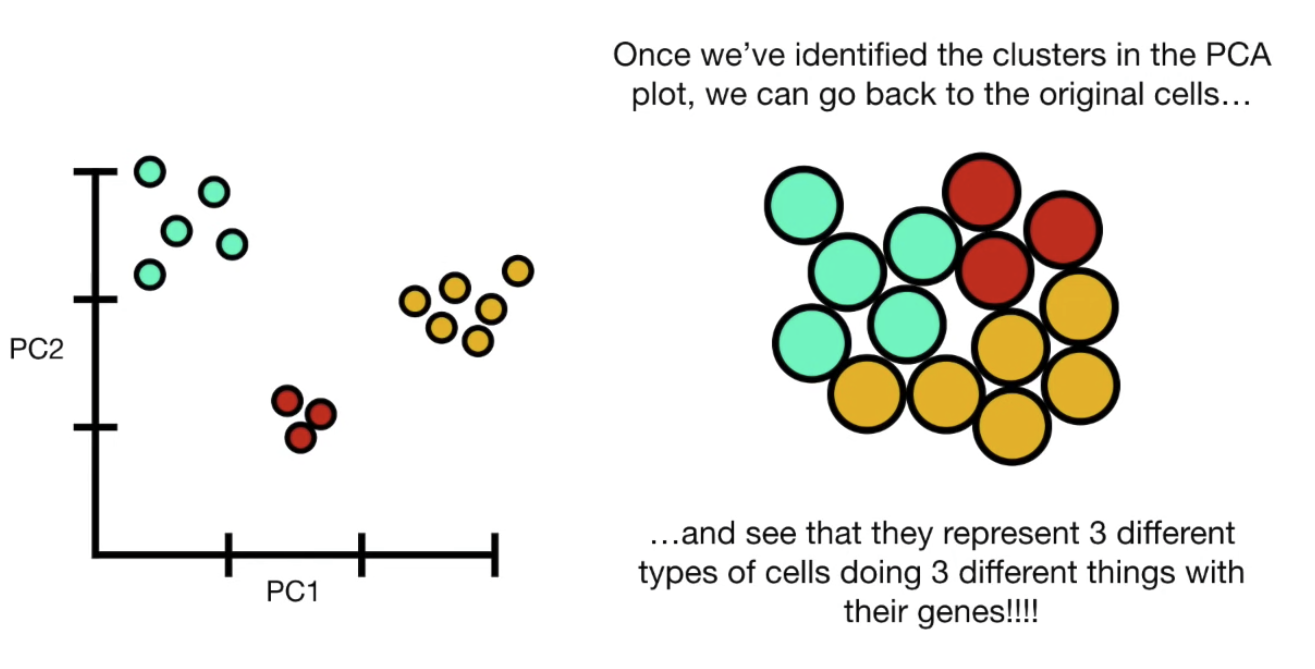 Once we’ve identified the clusters in the PCA
plot, we can go back to the original cells…
PC2
PC1
…and see that they represent 3 different
types of cells doing 3 different things with
their genes!!!!